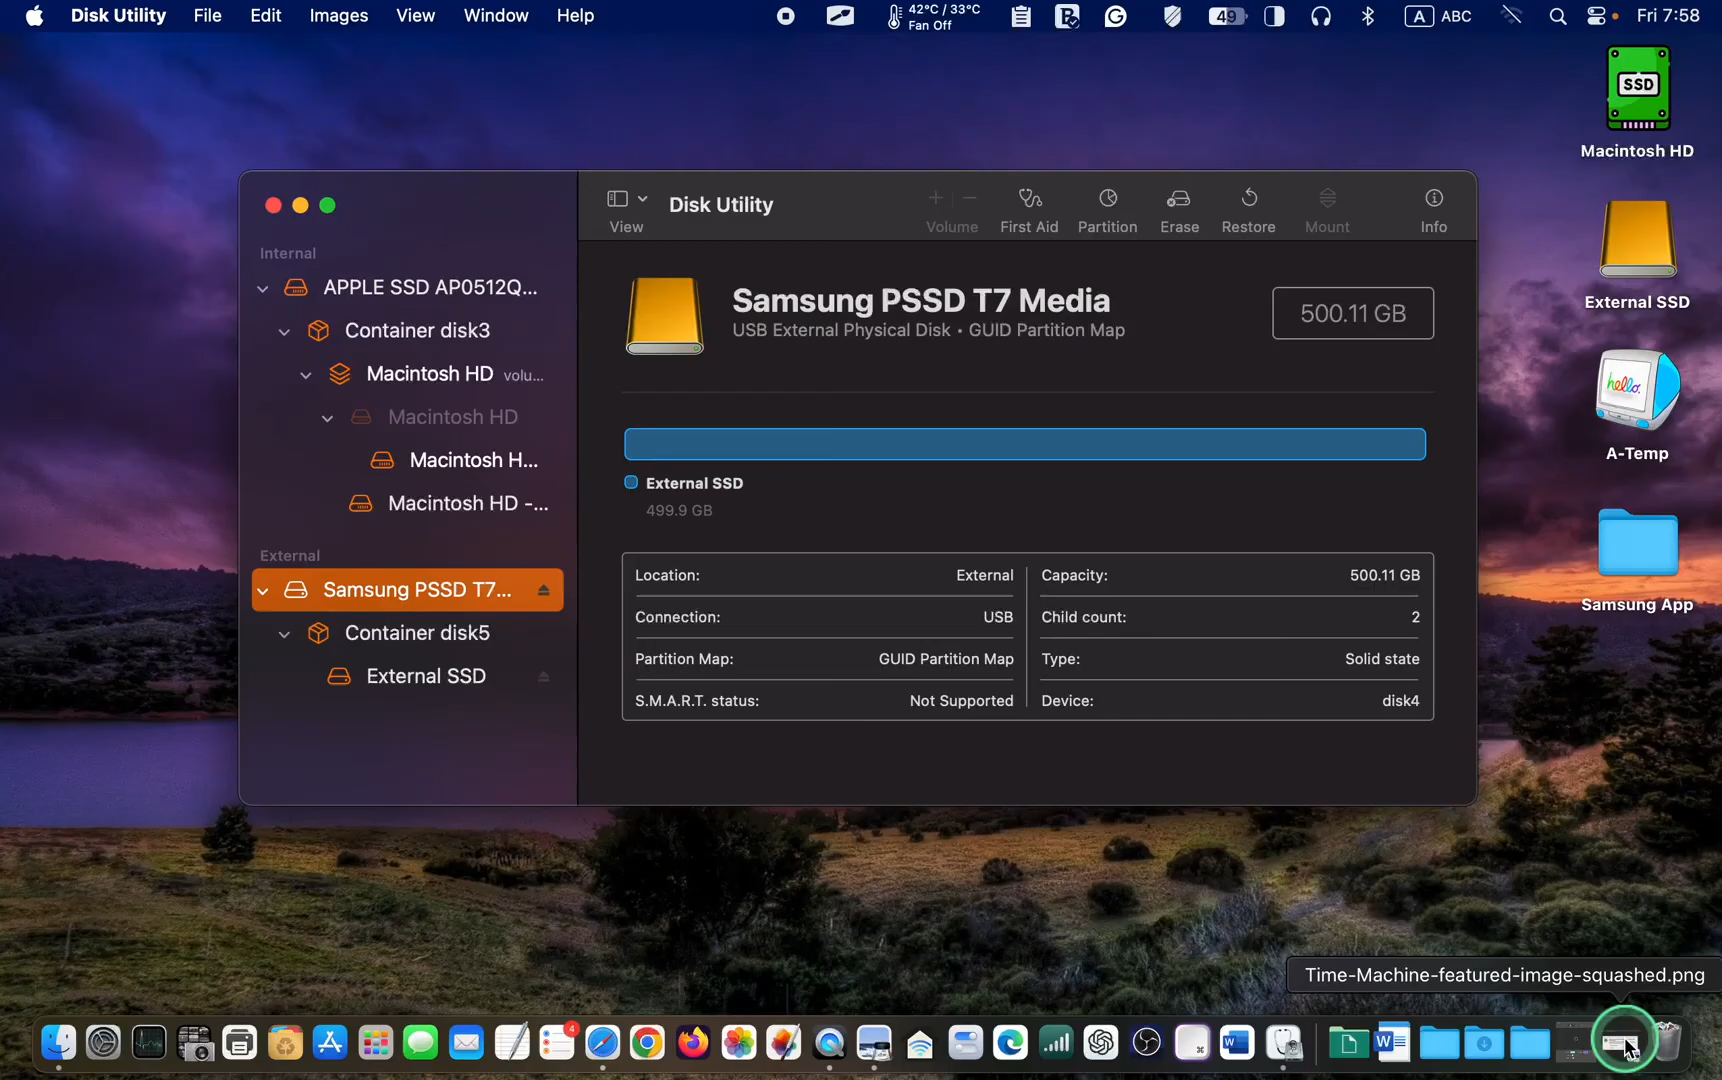 Disk Utility File Edit Images View Window Help 42°C / 33°C Fan Off 49 A ABC Fri 7:58
SSD
Macintosh HD
External SSD
hello.
A-Temp
Samsung App
Internal
APPLE SSD AP0512Q...
Container disk3
Macintosh HD volu...
Macintosh HD
Macintosh H...
Macintosh HD -...
External
Samsung PSSD T7...
Container disk5
External SSD
Disk Utility
View Volume First Aid Partition Erase Restore Mount Info
Samsung PSSD T7 Media
USB External Physical Disk • GUID Partition Map
500.11 GB
External SSD
499.9 GB
Location: External Capacity: 500.11 GB
Connection: USB Child count: 2
Partition Map: GUID Partition Map Type: Solid state
S.M.A.R.T. status: Not Supported Device: disk4
Time-Machine-featured-image-squashed.png
4